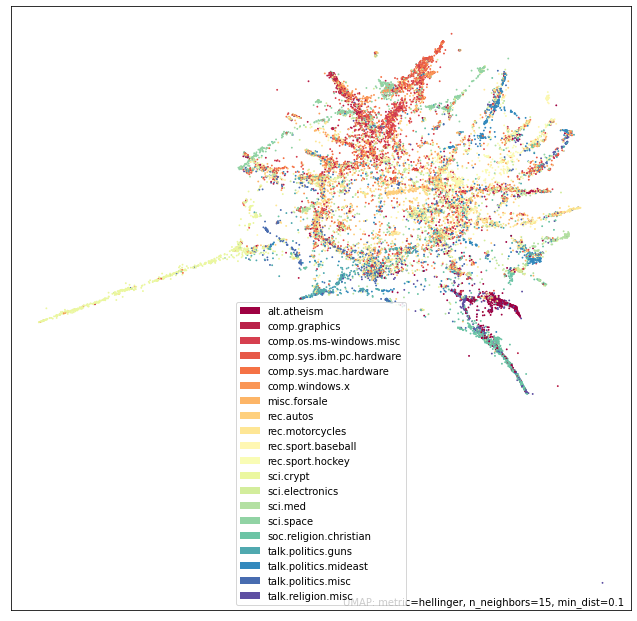 alt.atheism
comp.graphics
comp.os.ms-windows.misc
comp.sys.ibm.pc.hardware
comp.sys.mac.hardware
comp.windows.x
misc.forsale
rec.autos
rec.motorcycles
rec.sport.baseball
rec.sport.hockey
sci.crypt
sci.electronics
sci.med
sci.space
soc.religion.christian
talk.politics.guns
talk.politics.mideast
talk.politics.misc
talk.religion.misc
UMAP: metric=hellinger, n_neighbors=15, min_dist=0.1